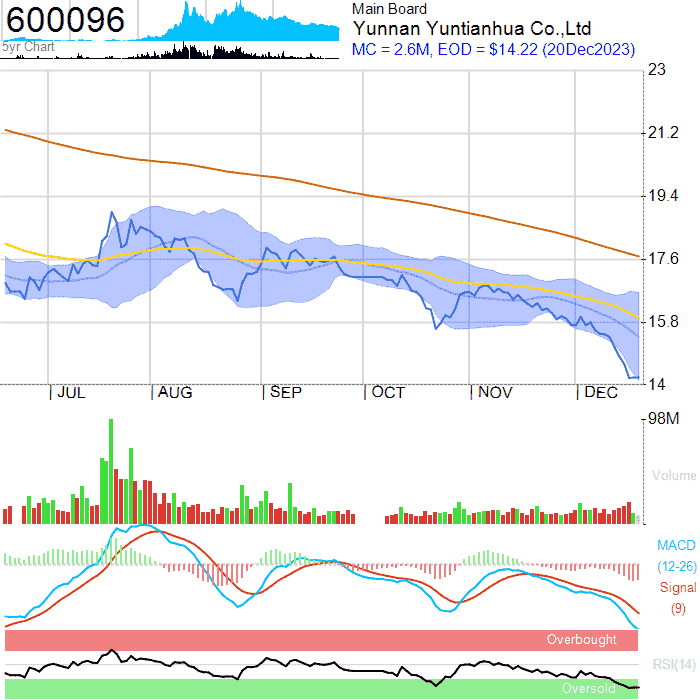 600096
5yr Chart
Main Board
Yunnan Yuntianhua Co.,Ltd
MC = 2.6M, EOD = $14.22 (20Dec2023)
23
21.2
19.4
17.6
15.8
14
JUL AUG SEP OCT NOV DEC
98M
Volume
MACD
(12-26)
Signal
(9)
Overbought
RSI(14)
Oversold